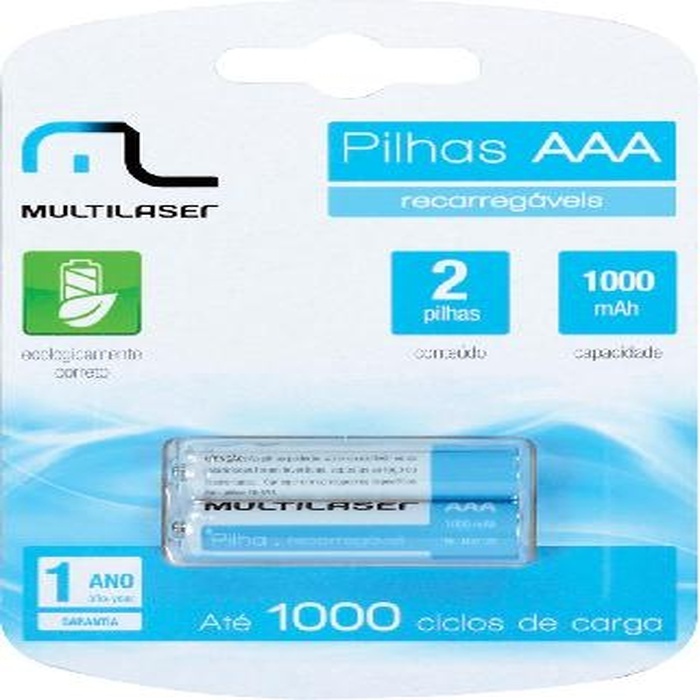 Pilhas AAA
recarregáveis
MULTILASER
2
pilhas
conteúdo
1000
mAh
capacidade
ecologicamente
correto
MULTILASER
AAA
1000 mAh
Pilha recarregável
1 ANO
GARANTIA
Até 1000 ciclos de carga